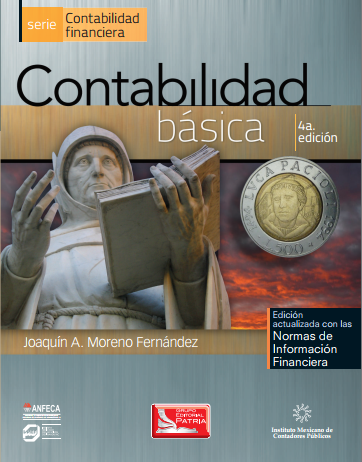 serie
Contabilidad
financiera
Contabilidad
básica
4a.
edición
LUCA PACIOLI
500
Edición
actualizada con las
Normas de
Información
Financiera
Joaquín A. Moreno Fernández
ANFECA
GRUPO
EDITORIAL
PATRIA
Instituto Mexicano de
Contadores Públicos